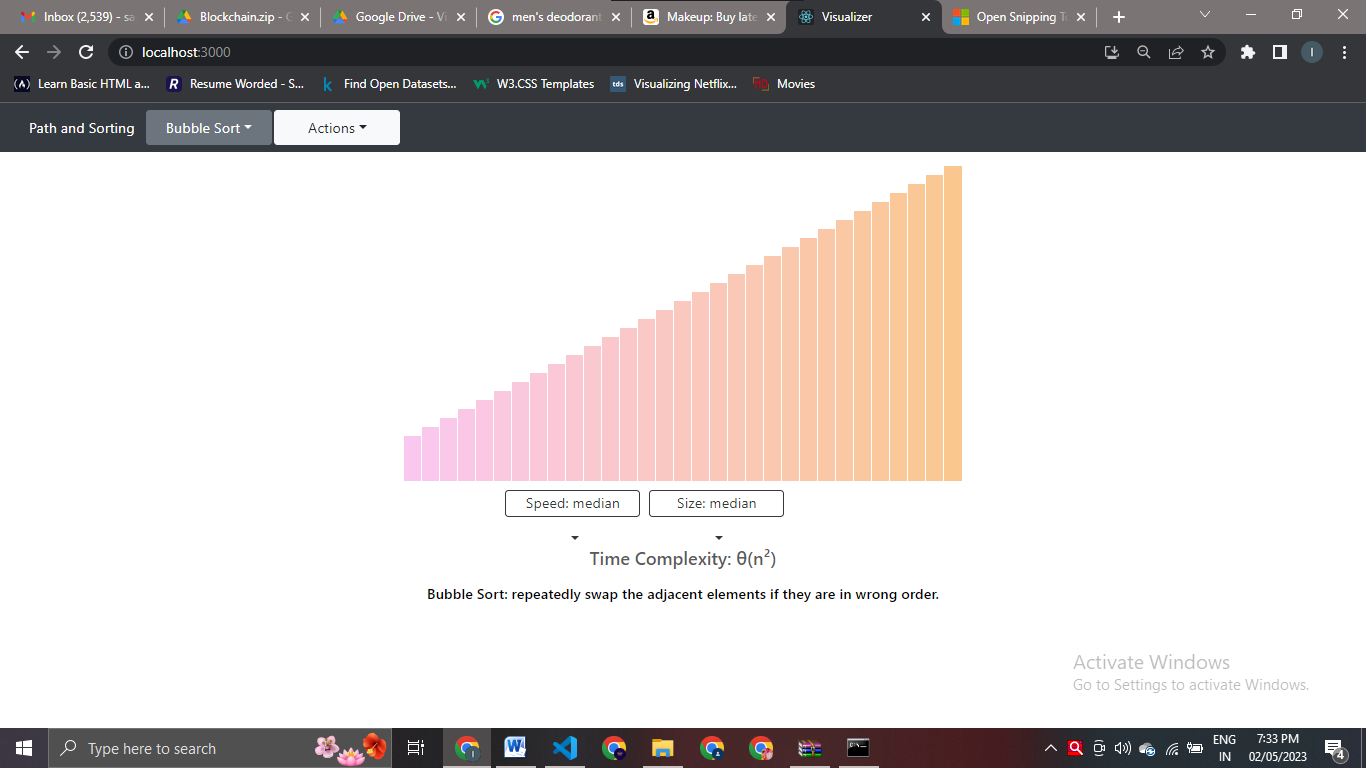 Inbox (2,539) - sa
Blockchain.zip - G
Google Drive - Vi
men's deodorant
Makeup: Buy late
Visualizer
Open Snipping T
localhost:3000
I
Learn Basic HTML a...
Resume Worded - S...
Find Open Datasets...
W3.CSS Templates
tds
Visualizing Netflix...
Movies
Path and Sorting
Bubble Sort
Actions
Speed: median
Size: median
Time Complexity: θ(n²)
Bubble Sort: repeatedly swap the adjacent elements if they are in wrong order.
Activate Windows
Go to Settings to activate Windows.
Type here to search
ENG
IN
7:33 PM
02/05/2023
4